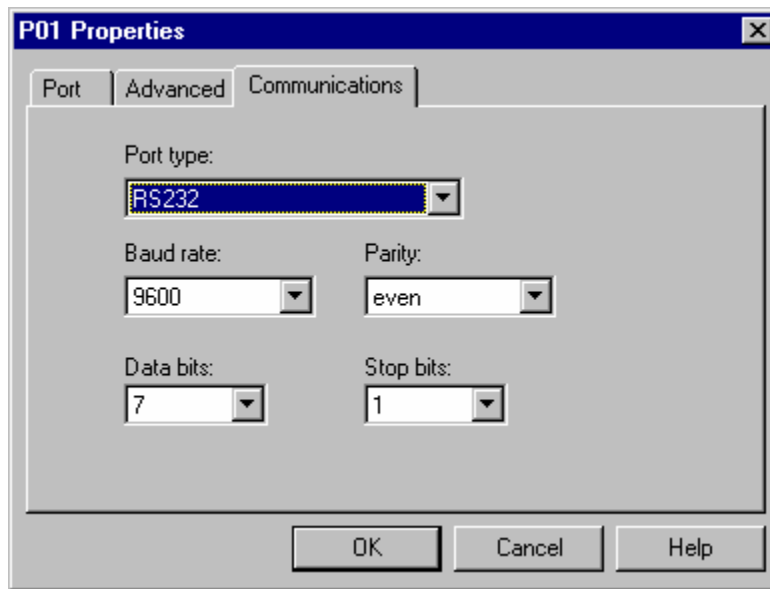 P01 Properties
Port Advanced Communications
Port type:
RS232
Baud rate: Parity:
9600 even
Data bits: Stop bits:
7 1
OK Cancel Help